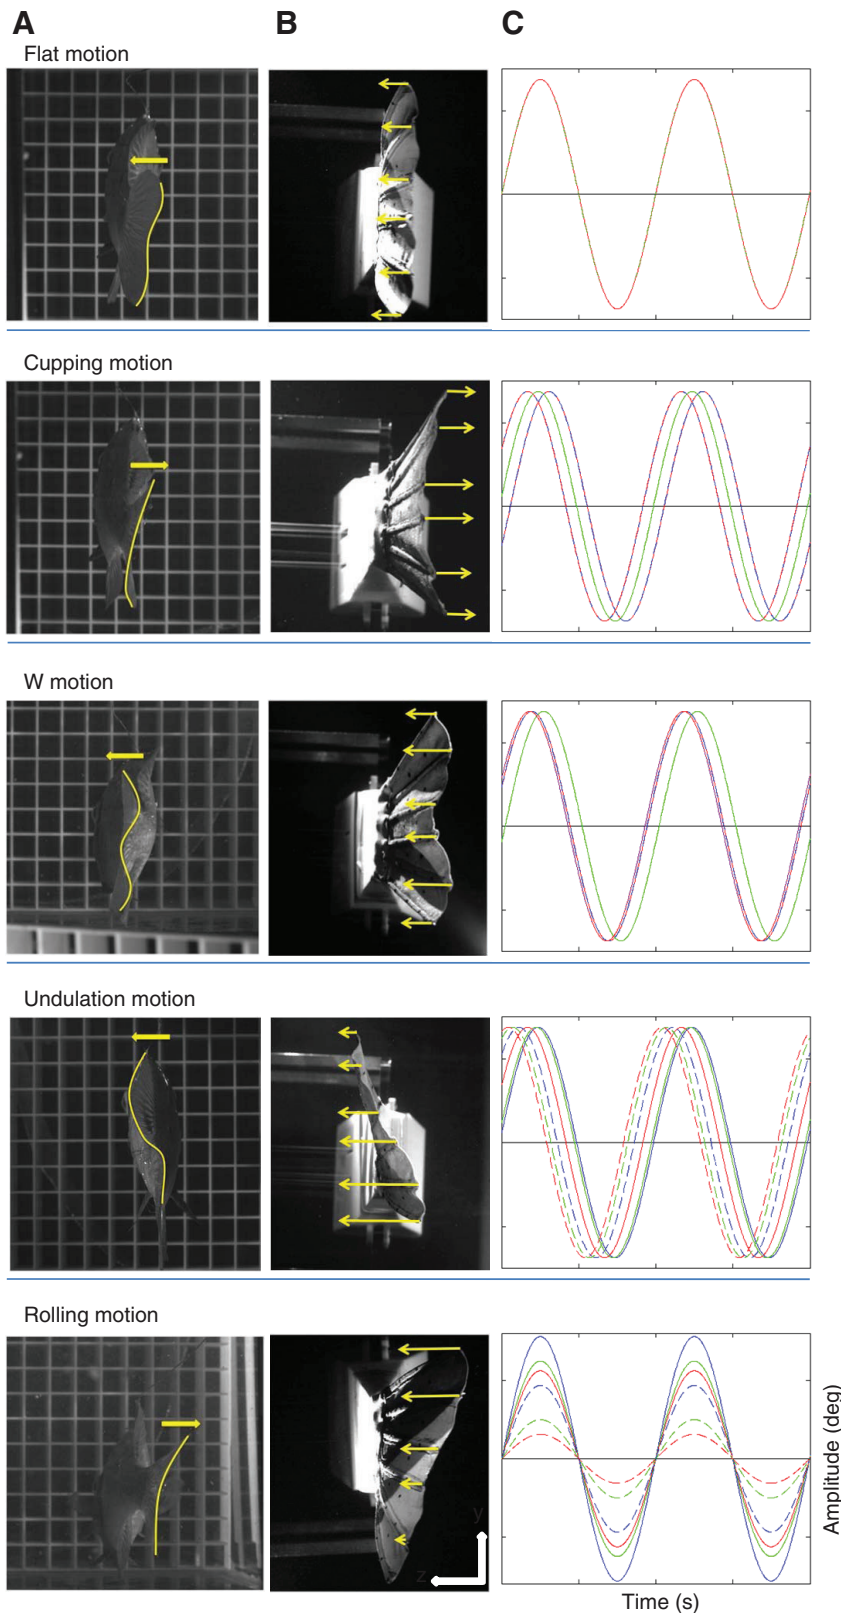 A B C
Flat motion
Cupping motion
W motion
Undulation motion
Rolling motion
y
z
Amplitude (deg)
Time (s)